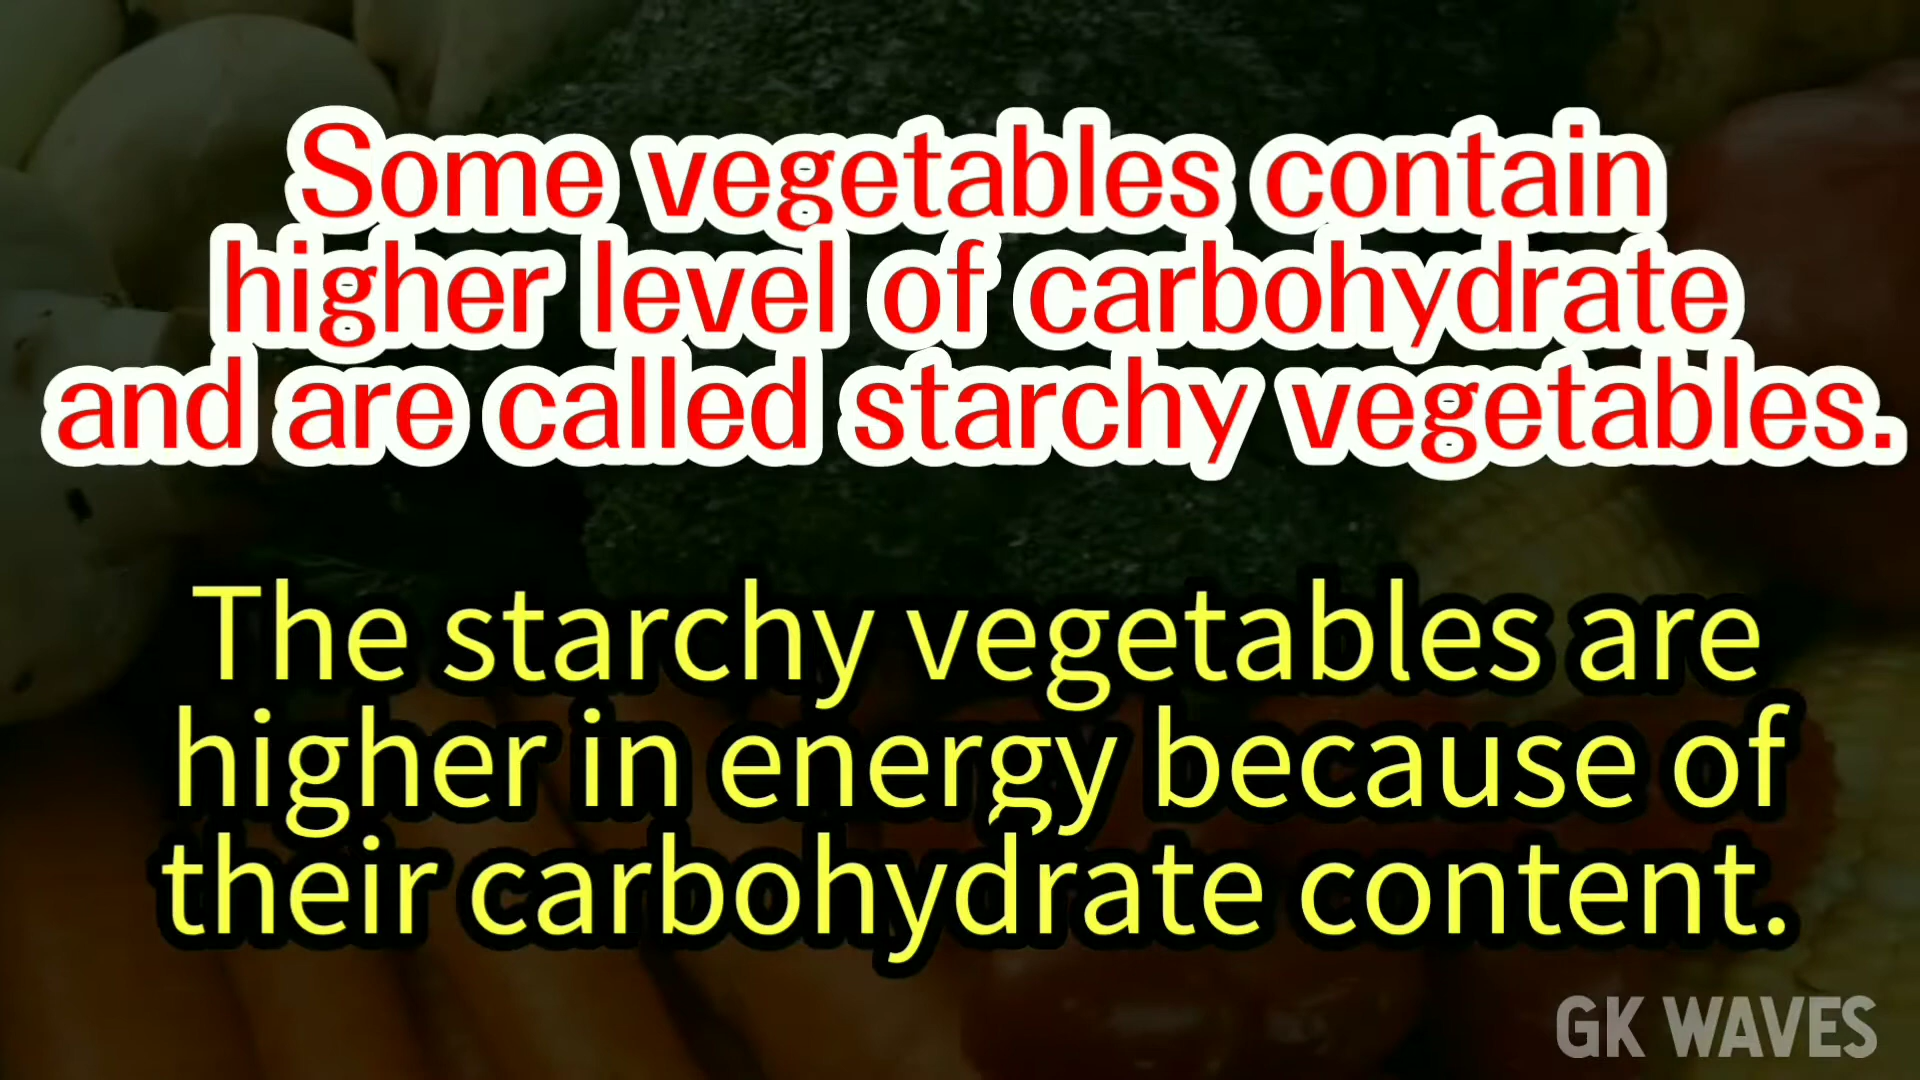 Some vegetables contain
higher level of carbohydrate
and are called starchy vegetables.
The starchy vegetables are
higher in energy because of
their carbohydrate content.
GK WAVES